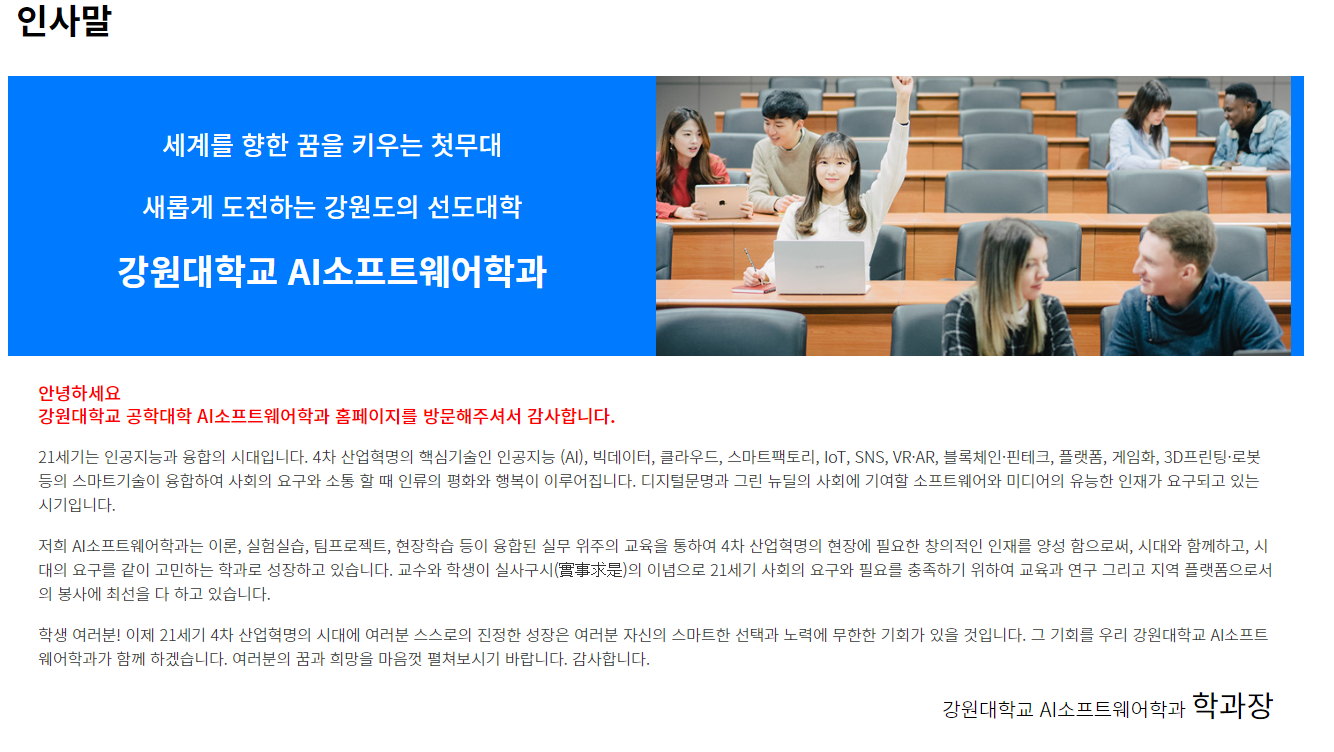 인사말
세계를 향한 꿈을 키우는 첫무대
새롭게 도전하는 강원도의 선도대학
강원대학교 AI소프트웨어학과
안녕하세요
강원대학교 공학대학 AI소프트웨어학과 홈페이지를 방문해주셔서 감사합니다.
21세기는 인공지능과 융합의 시대입니다. 4차 산업혁명의 핵심기술인 인공지능 (AI), 빅데이터, 클라우드, 스마트팩토리, IoT, SNS, VR·AR, 블록체인·핀테크, 플랫폼, 게임화, 3D프린팅·로봇
등의 스마트기술이 융합하여 사회의 요구와 소통 할 때 인류의 평화와 행복이 이루어집니다. 디지털문명과 그린 뉴딜의 사회에 기여할 소프트웨어와 미디어의 유능한 인재가 요구되고 있는
시기입니다.
저희 AI소프트웨어학과는 이론, 실험실습, 팀프로젝트, 현장학습 등이 융합된 실무 위주의 교육을 통하여 4차 산업혁명의 현장에 필요한 창의적인 인재를 양성 함으로써, 시대와 함께하고, 시
대의 요구를 같이 고민하는 학과로 성장하고 있습니다. 교수와 학생이 실사구시(實事求是)의 이념으로 21세기 사회의 요구와 필요를 충족하기 위하여 교육과 연구 그리고 지역 플랫폼으로서
의 봉사에 최선을 다 하고 있습니다.
학생 여러분! 이제 21세기 4차 산업혁명의 시대에 여러분 스스로의 진정한 성장은 여러분 자신의 스마트한 선택과 노력에 무한한 기회가 있을 것입니다. 그 기회를 우리 강원대학교 AI소프트
웨어학과가 함께 하겠습니다. 여러분의 꿈과 희망을 마음껏 펼쳐보시기 바랍니다. 감사합니다.
강원대학교 AI소프트웨어학과 학과장